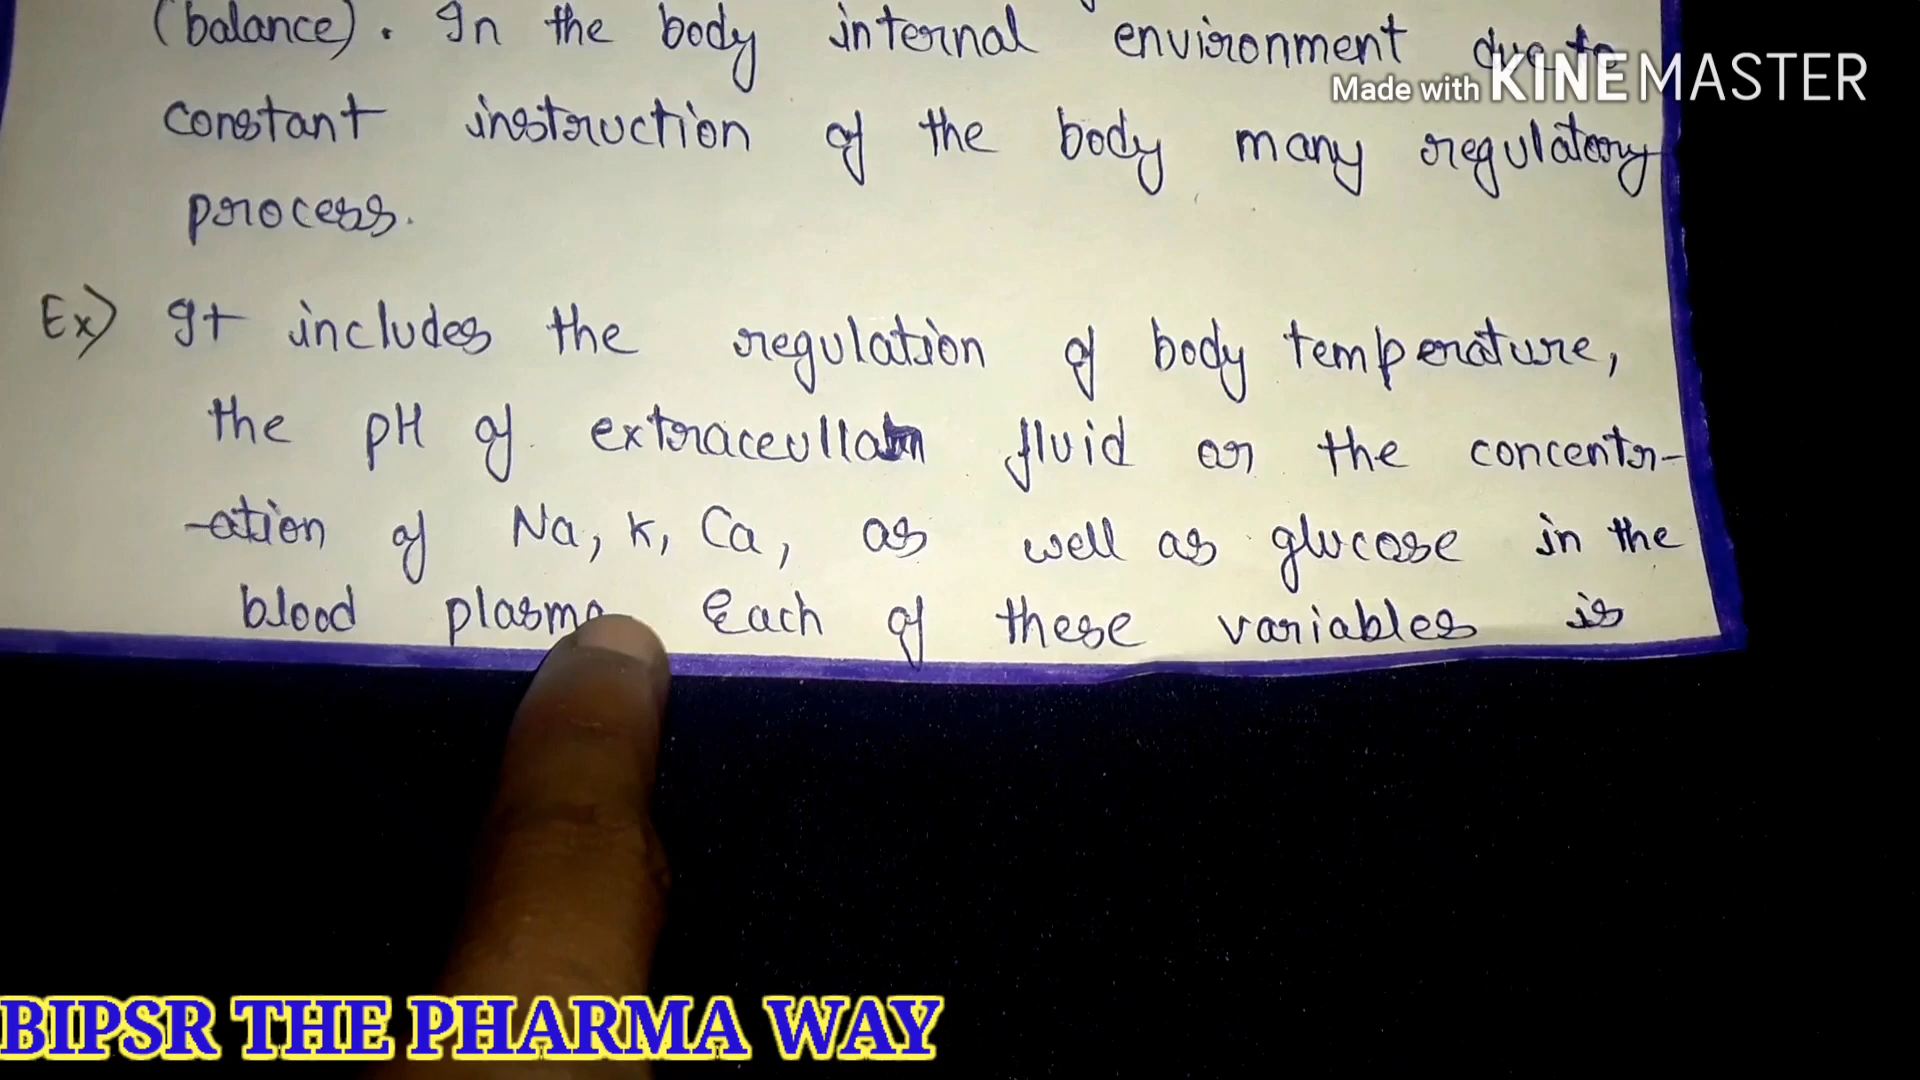 (balance). In the body internal environment due to
Made with KINEMASTER
constant instruction of the body many regulatory
process.
Ex) It includes the regulation of body temperature,
the pH of extracellular fluid or the concentr-
-ation of Na, K, Ca, as well as glucose in the
blood plasma Each of these variables is
BIPSR THE PHARMA WAY